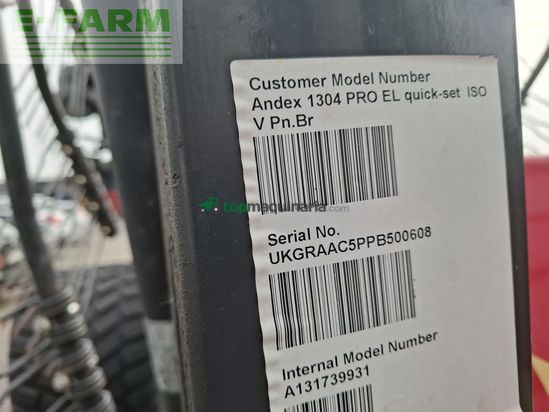 E-FARM
Customer Model Number
Andex 1304 PRO EL quick-set ISO
V Pn.Br
topmaquinaria.com
Serial No.
UKGRAAC5PPB500608
Internal Model Number
A131739931